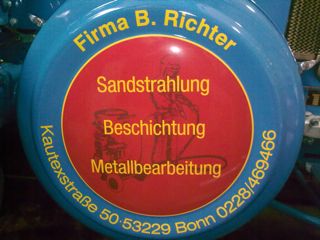 Firma B. Richter
Sandstrahlung
Beschichtung
Metallbearbeitung
Kautexstraße 50·53229 Bonn 0228/469466